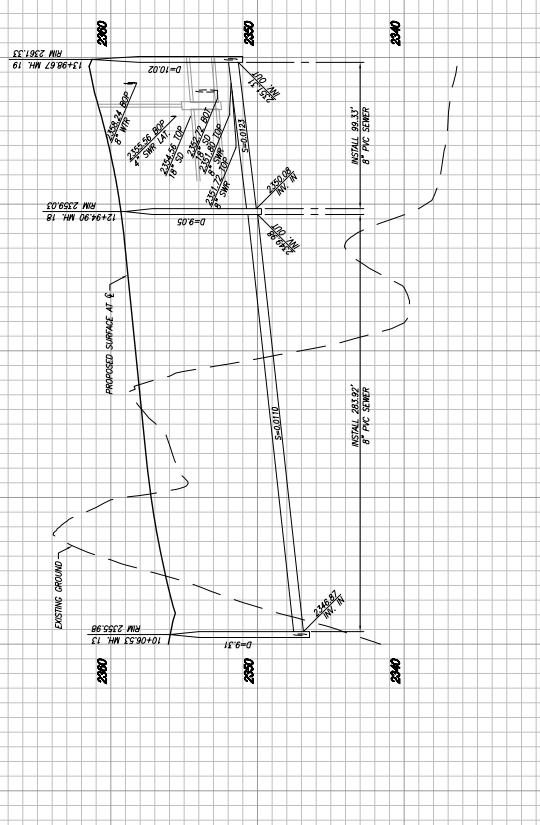 2360
2350
2340
13+98.67 MH. 19
RIM 2361.33
D=10.02
2351.31
INV. OUT
2358.24 BOP
8" WTR
2355.56 BOP
4" SWR LAT.
2354.56 TOP
18" SD
2352.72 BOT
18" SD
2351.80 TOP
8" SWR
2351.72 TOP
8" SWR
S=0.0123
INSTALL 99.33'
8" PVC SEWER
12+94.90 MH. 18
RIM 2359.03
D=9.05
2350.08
INV. IN
2349.98
INV. OUT
PROPOSED SURFACE AT ℄
S=0.0110
INSTALL 283.92'
8" PVC SEWER
EXISTING GROUND
10+06.53 MH. 13
RIM 2355.98
D=9.31
2346.87
INV. IN
2360
2350
2340